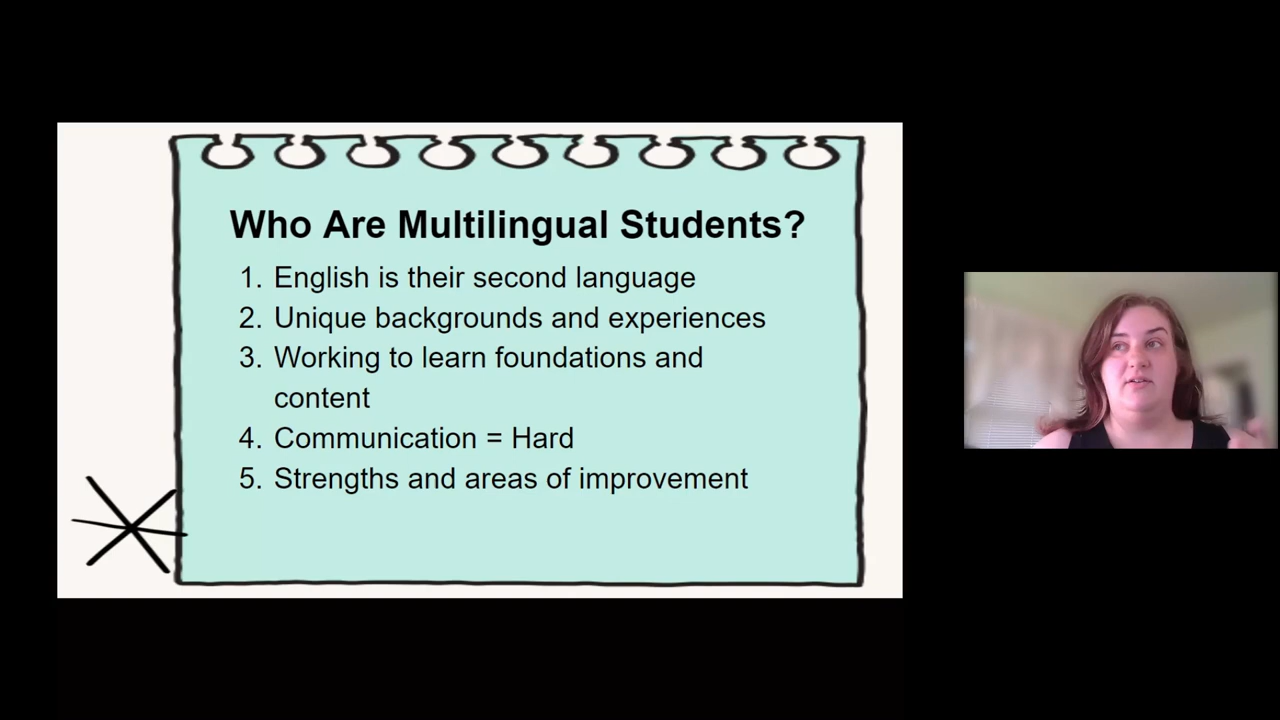 Who Are Multilingual Students?
1. English is their second language
2. Unique backgrounds and experiences
3. Working to learn foundations and
content
4. Communication = Hard
5. Strengths and areas of improvement